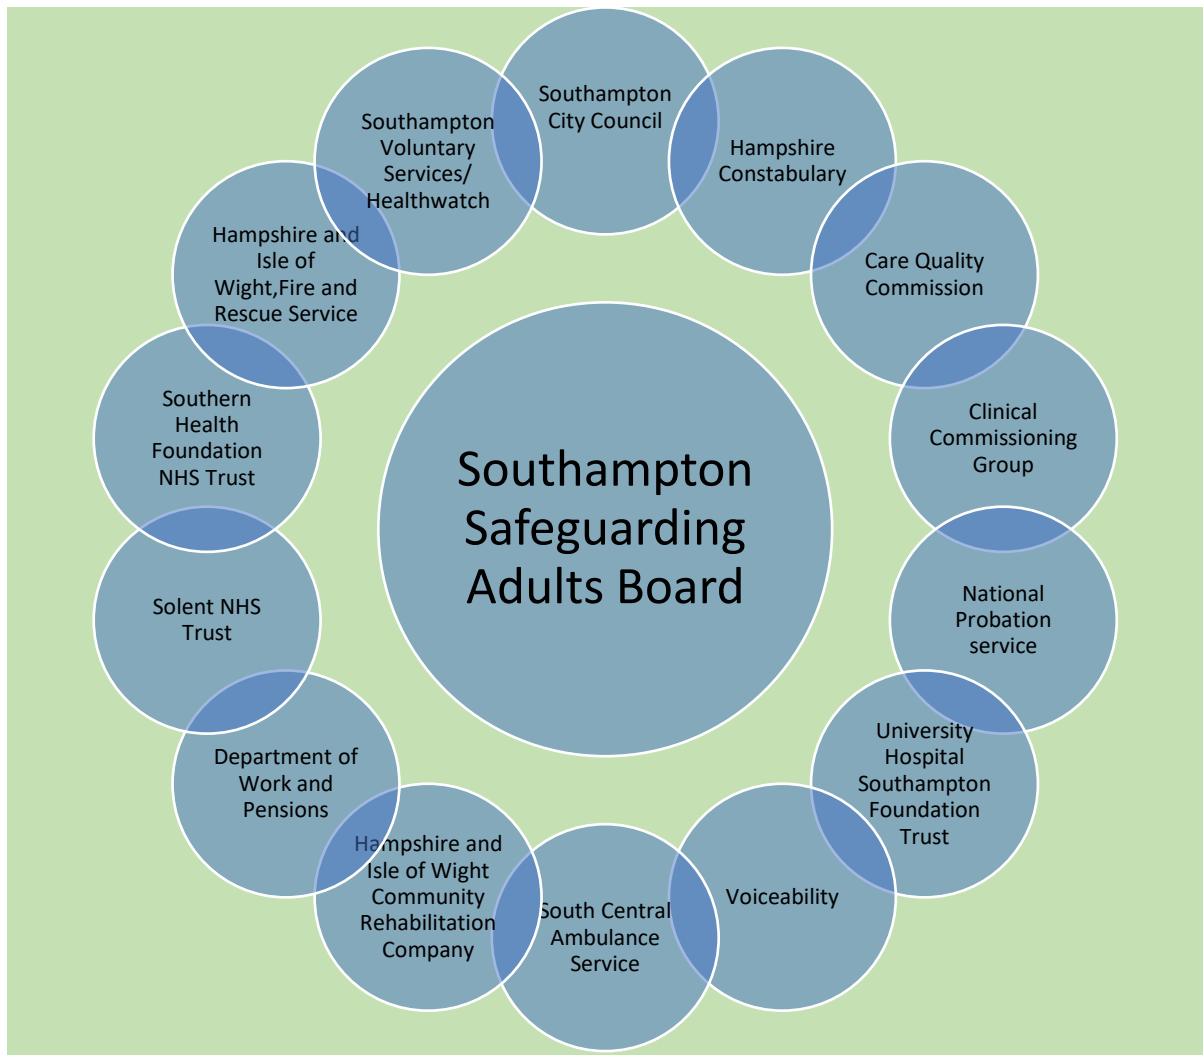 Southampton
City Council
Hampshire
Constabulary
Care Quality
Commission
Clinical
Commissioning
Group
National
Probation
service
University
Hospital
Southampton
Foundation
Trust
Voiceability
South Central
Ambulance
Service
Hampshire and
Isle of Wight
Community
Rehabilitation
Company
Department of
Work and
Pensions
Solent NHS
Trust
Southern
Health
Foundation
NHS Trust
Hampshire and
Isle of
Wight,Fire and
Rescue Service
Southampton
Voluntary
Services/
Healthwatch
Southampton
Safeguarding
Adults Board